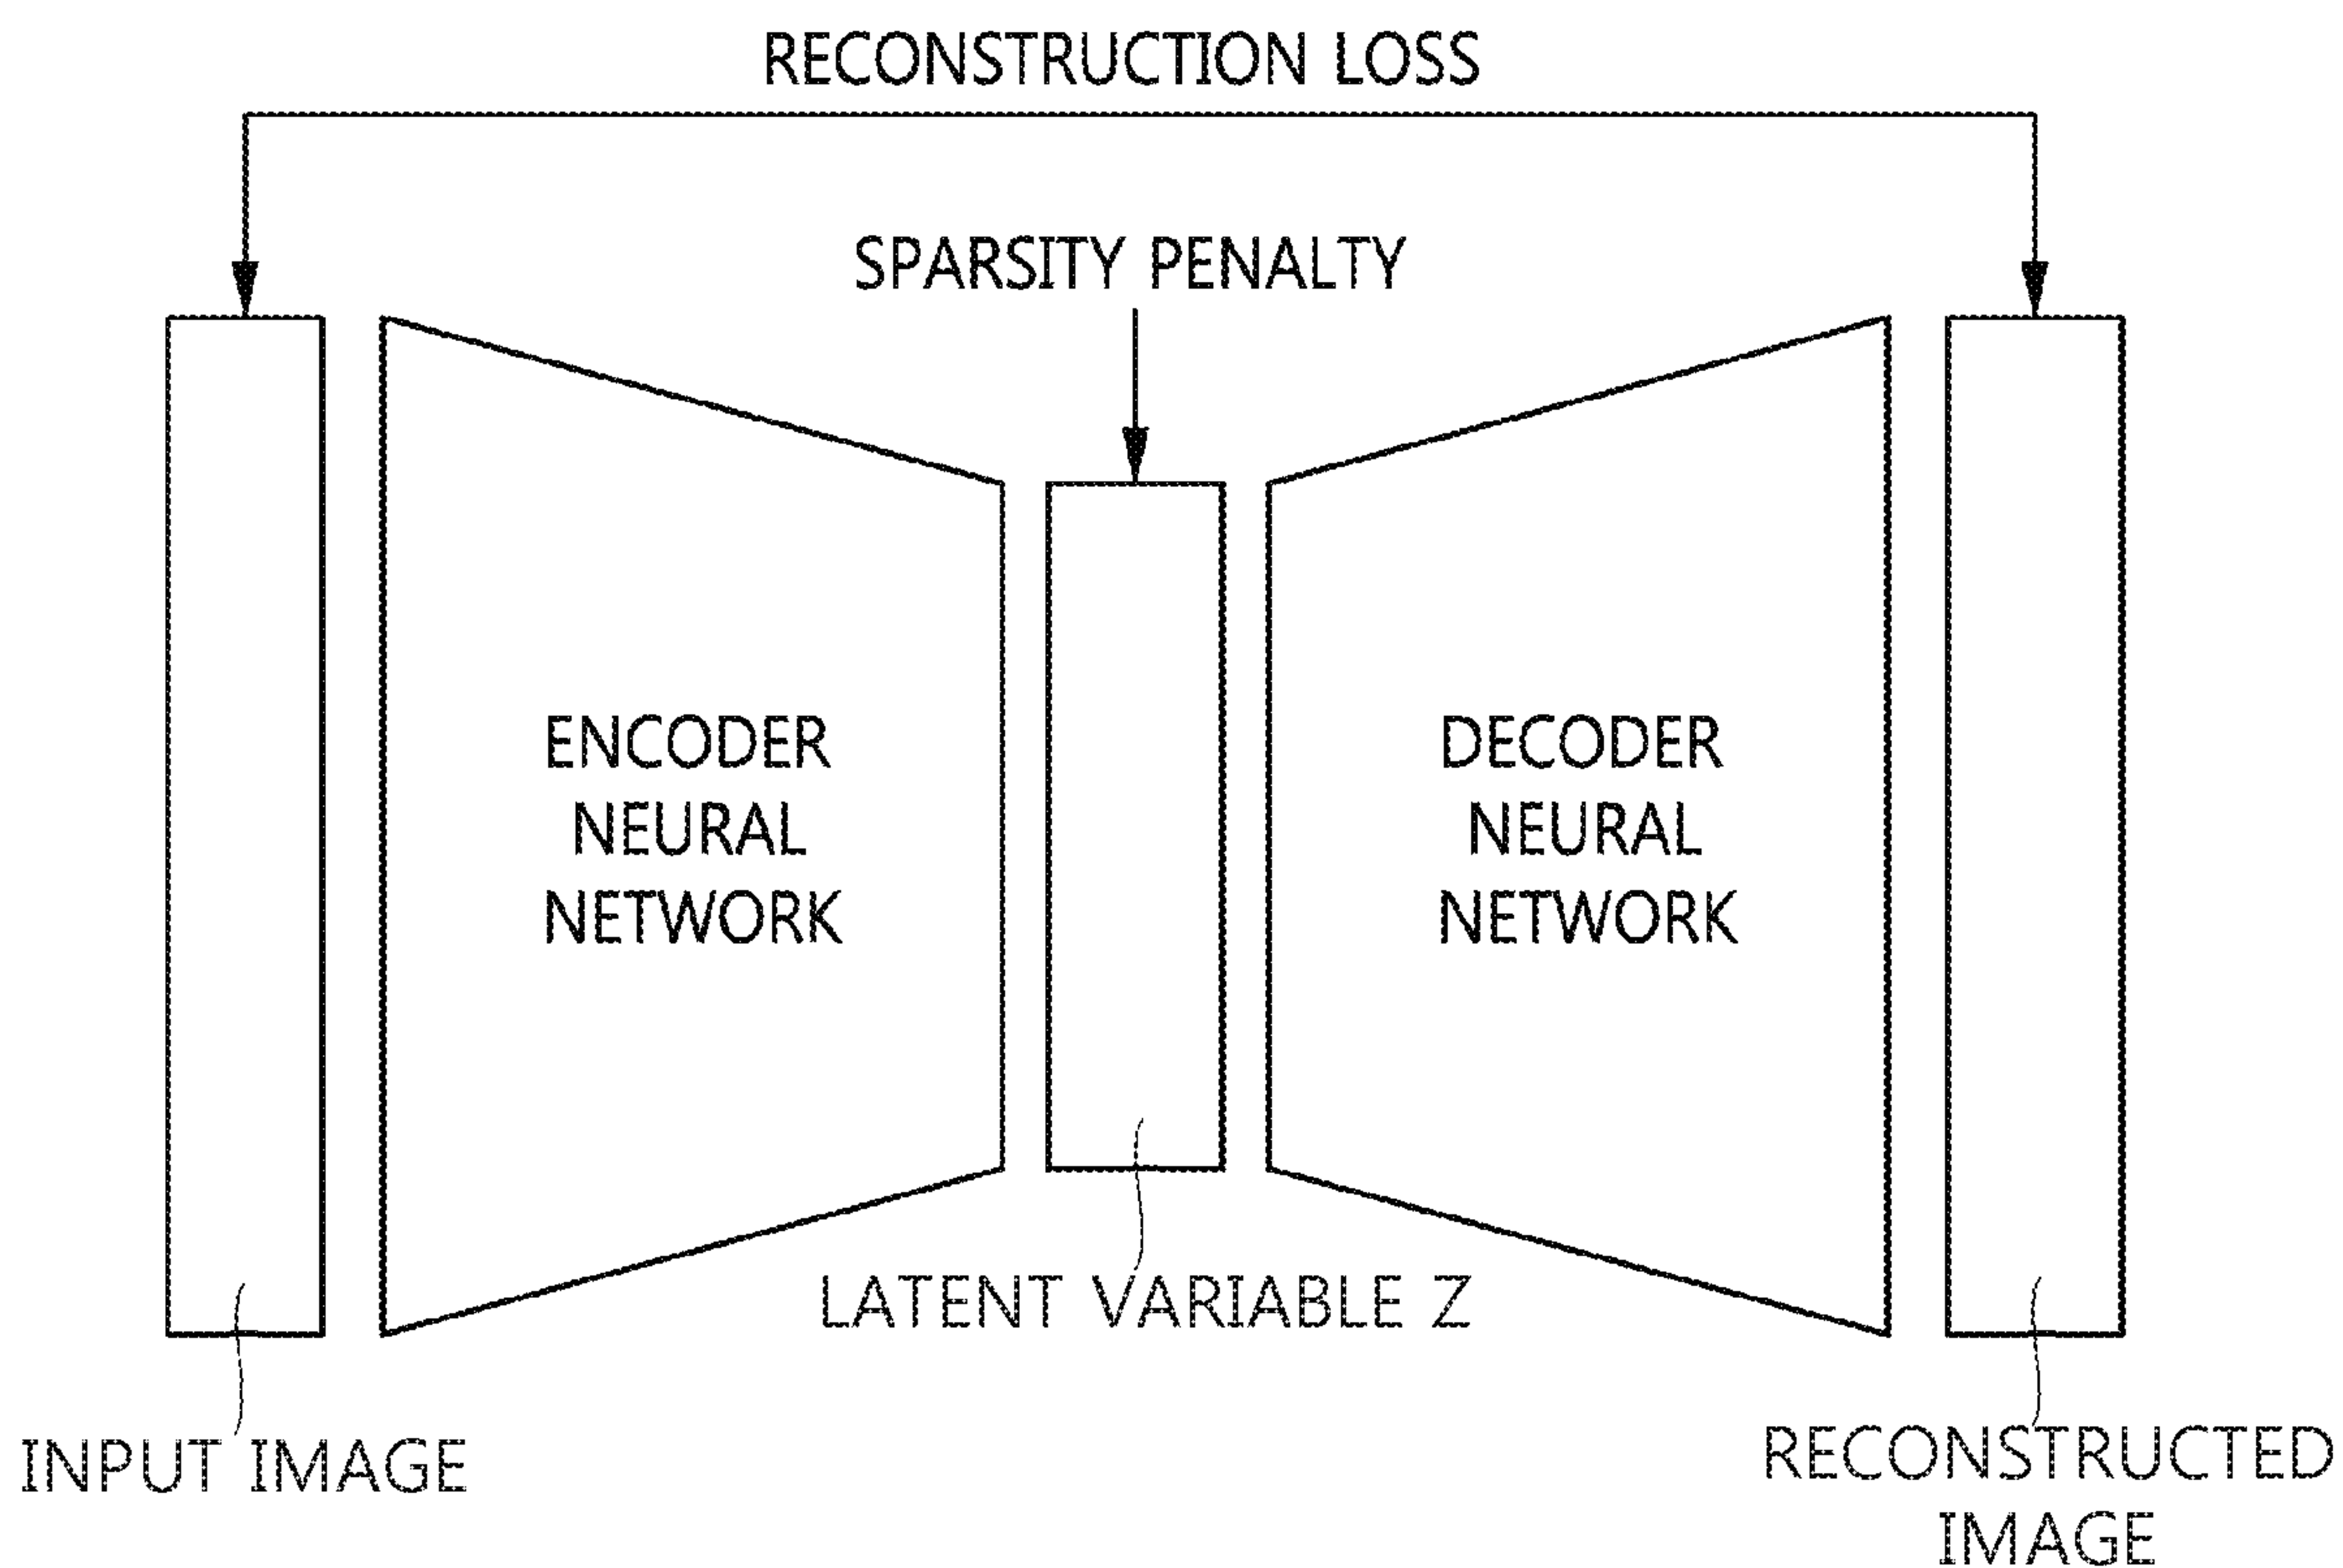 RECONSTRUCTION LOSS
SPARSITY PENALTY
ENCODER
NEURAL
NETWORK
DECODER
NEURAL
NETWORK
LATENT VARIABLE Z
INPUT IMAGE
RECONSTRUCTED
IMAGE